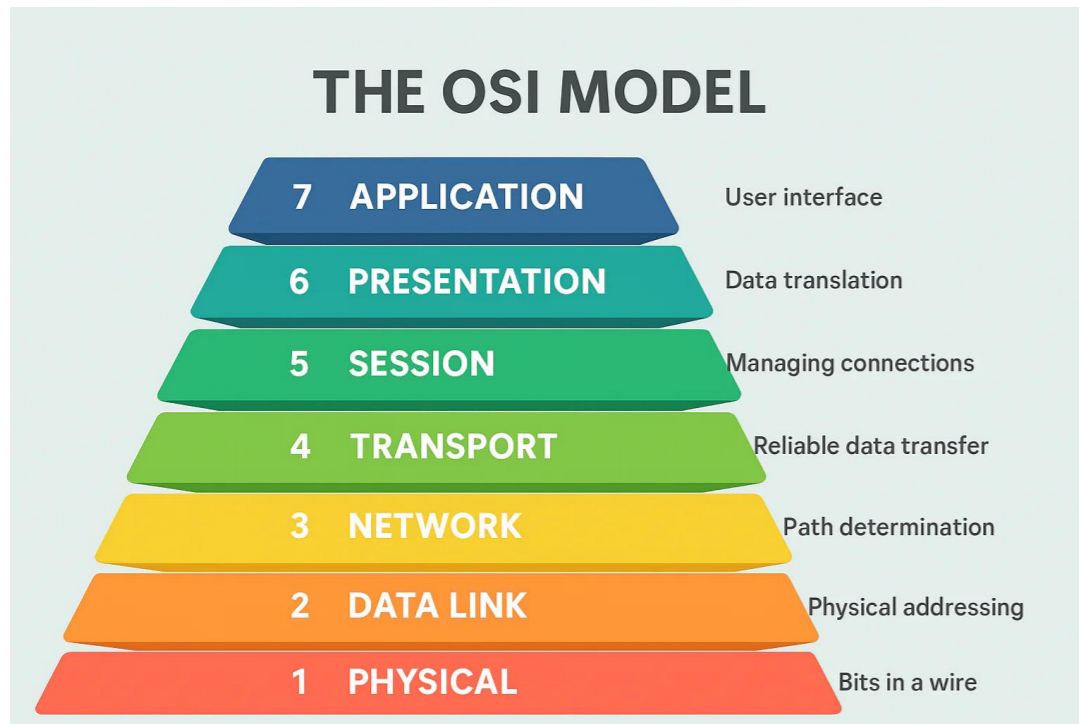 THE OSI MODEL
7 APPLICATION User interface
6 PRESENTATION Data translation
5 SESSION Managing connections
4 TRANSPORT Reliable data transfer
3 NETWORK Path determination
2 DATA LINK Physical addressing
1 PHYSICAL Bits in a wire